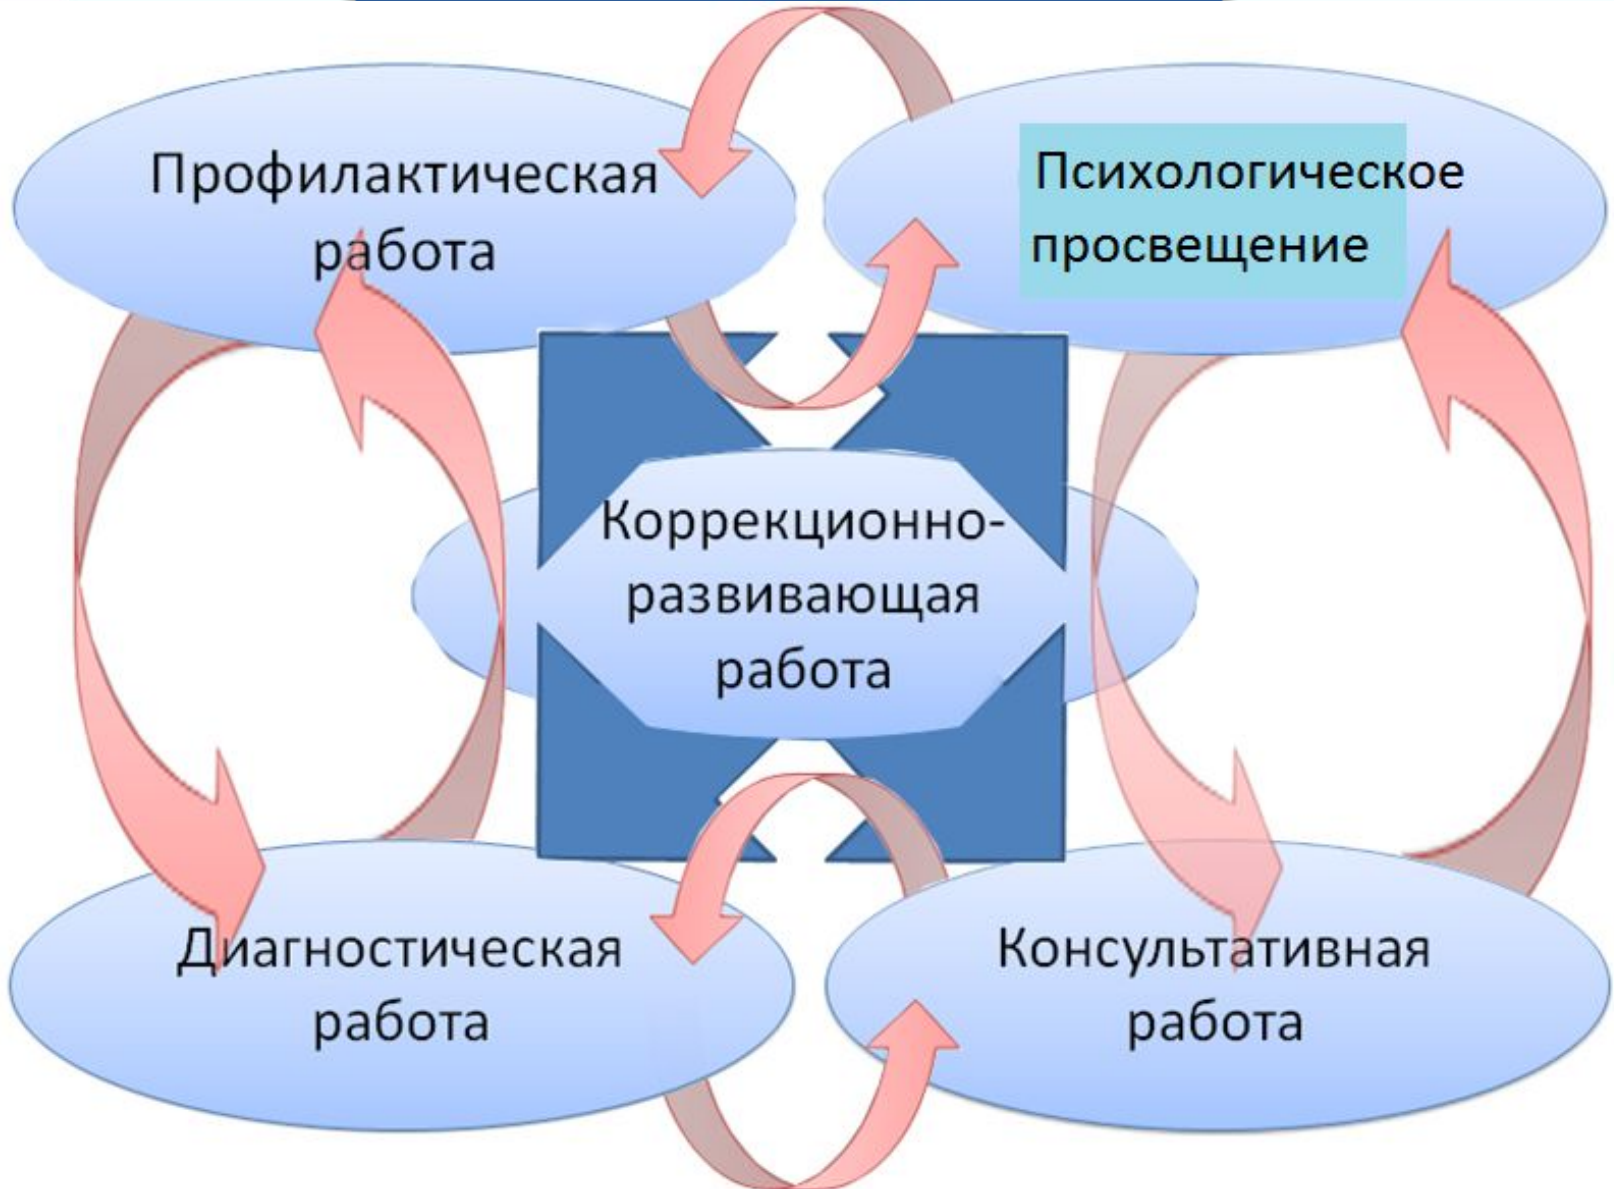 Профилактическая
работа
Психологическое
просвещение
Коррекционно-
развивающая
работа
Диагностическая
работа
Консультативная
работа